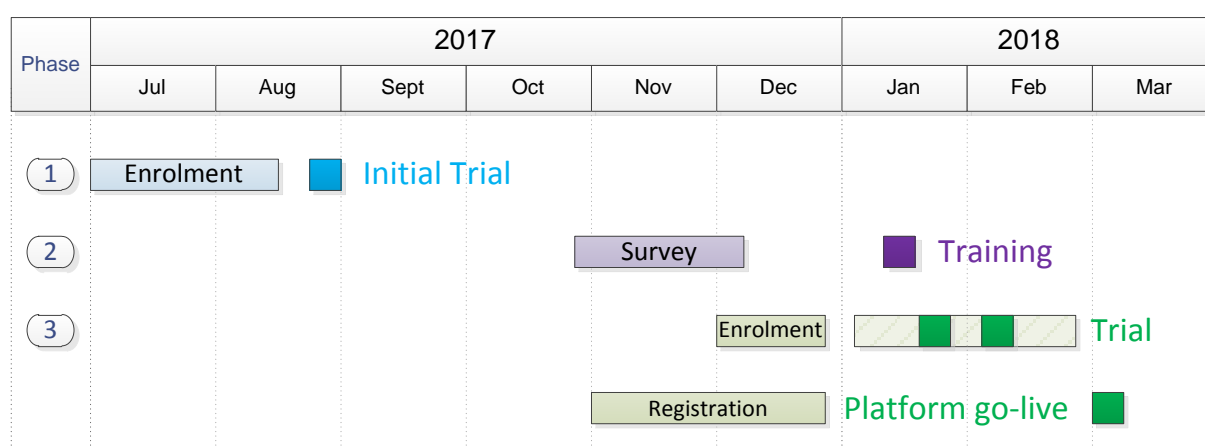 Phase
2017
2018
Jul Aug Sept Oct Nov Dec Jan Feb Mar
1 Enrolment Initial Trial
2 Survey Training
3 Enrolment Trial
Registration Platform go-live